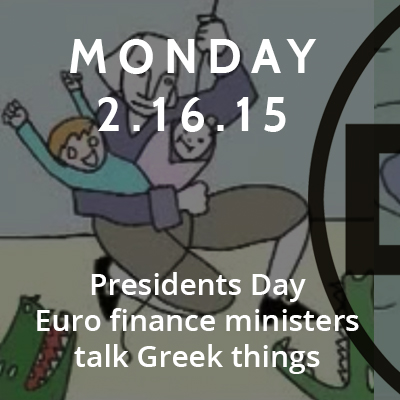 MONDAY
2.16.15
Presidents Day
Euro finance ministers
talk Greek things